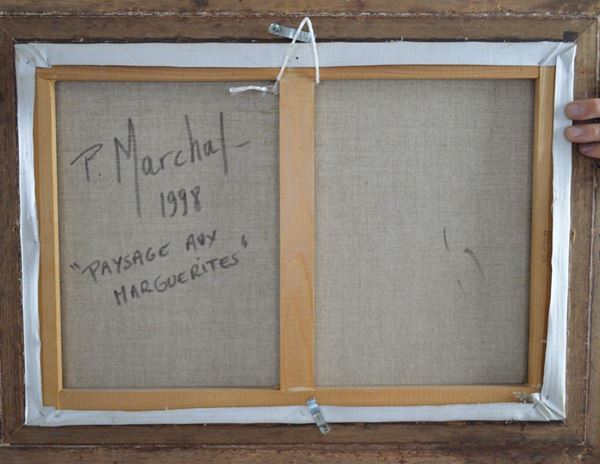 P. Marchal
1998
"PAYSAGE AUX
MARGUERITES"